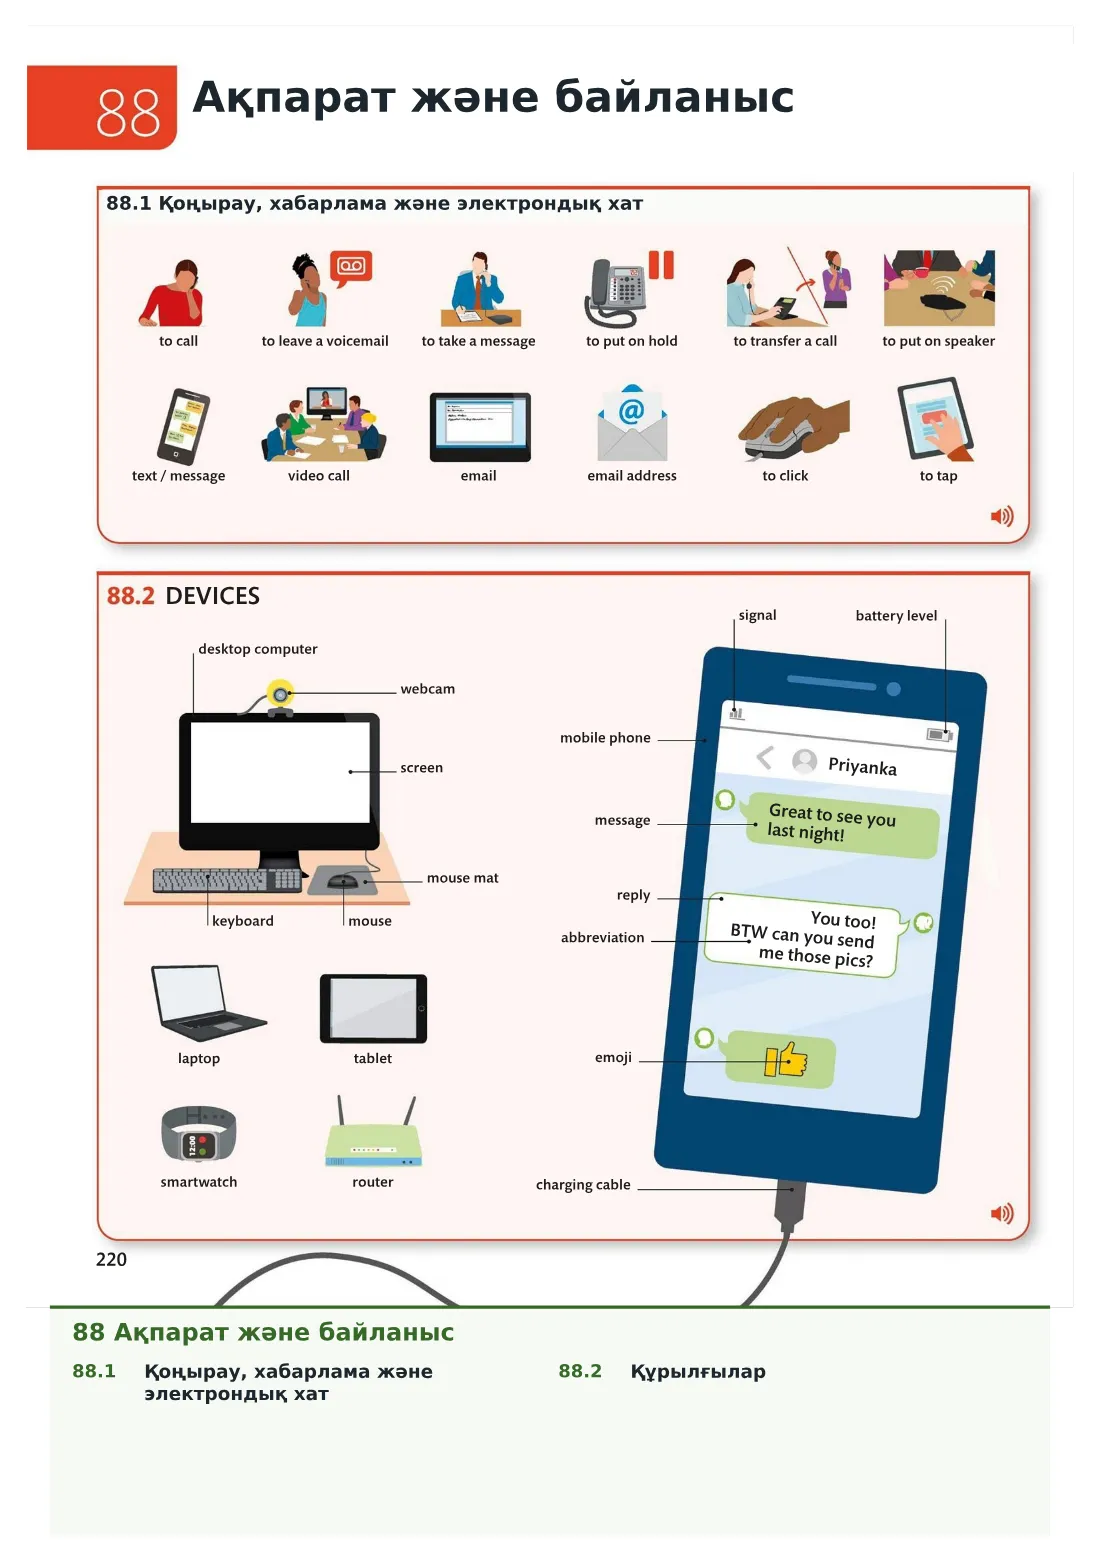 88
Ақпарат және байланыс
88.1 Қоңырау, хабарлама және электрондық хат
to call
to leave a voicemail
to take a message
to put on hold
to transfer a call
to put on speaker
text / message
video call
email
email address
to click
to tap
88.2 DEVICES
desktop computer
webcam
screen
mouse mat
keyboard
mouse
laptop
tablet
smartwatch
12:00
router
signal
battery level
mobile phone
Priyanka
message
Great to see you
last night!
reply
abbreviation
You too!
BTW can you send
me those pics?
emoji
charging cable
220
88 Ақпарат және байланыс
88.1 Қоңырау, хабарлама және
электрондық хат
88.2 Құрылғылар